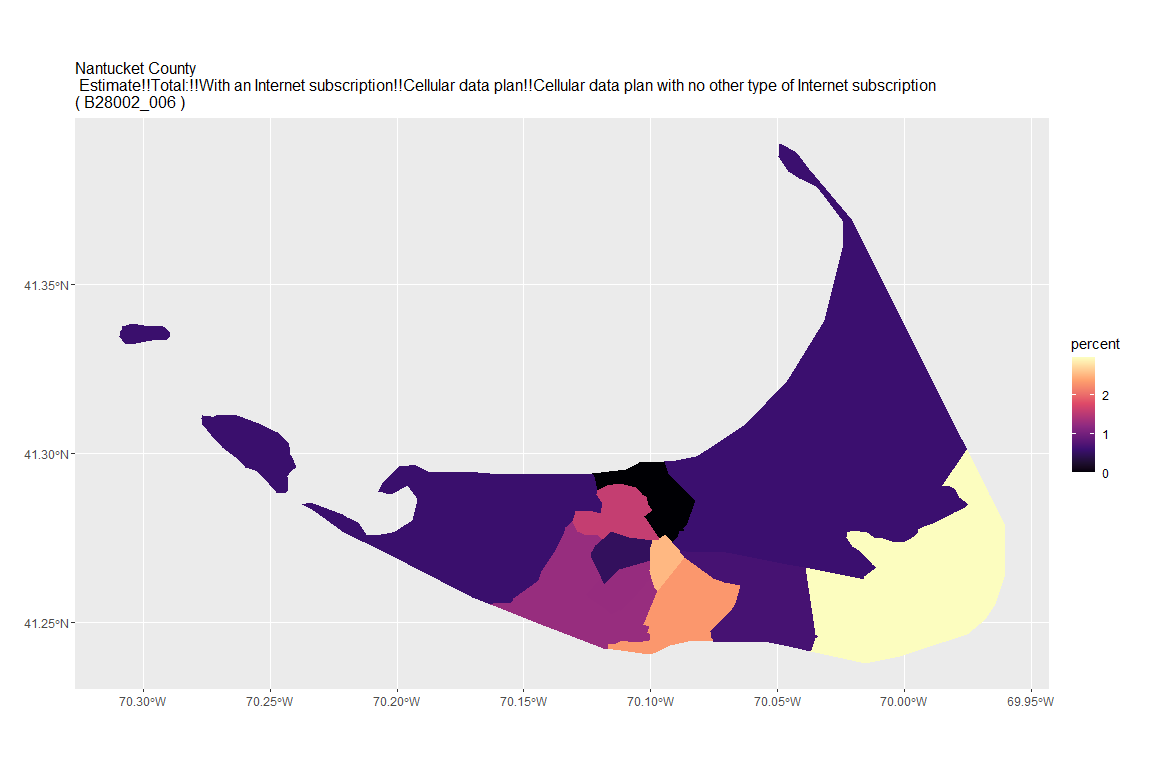 Nantucket County
Estimate!!Total:!!With an Internet subscription!!Cellular data plan!!Cellular data plan with no other type of Internet subscription
( B28002_006 )
41.35°N
41.30°N
41.25°N
70.30°W 70.25°W 70.20°W 70.15°W 70.10°W 70.05°W 70.00°W 69.95°W
percent
2
1
0